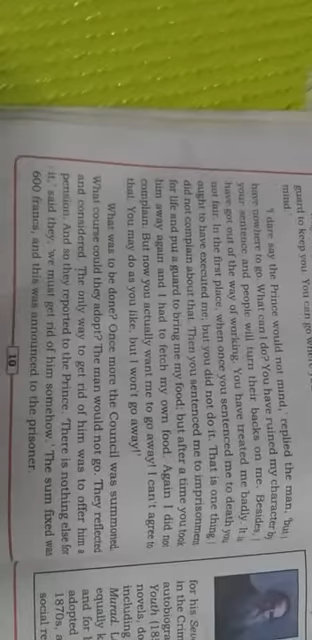 guard to keep you. You can go
mind.
'I dare say the Prince would not mind,' replied the man, 'but I
have nowhere to go. What can I do? You have ruined my character by
your sentence, and people will turn their backs on me. Besides, I
have got out of the way of working. You have treated me badly. It is
not fair. In the first place, when once you sentenced me to death you
ought to have executed me; but you did not do it. That is one thing. I
did not complain about that. Then you sentenced me to imprisonment
for life and put a guard to bring me my food; but after a time you took
him away again and I had to fetch my own food. Again I did not
complain. But now you actually want me to go away! I can't agree to
that. You may do as you like, but I won't go away!'
What was to be done? Once more the Council was summoned.
What course could they adopt? The man would not go. They reflected
and considered. The only way to get rid of him was to offer him a
pension. And so they reported to the Prince. 'There is nothing else for
it,' said they; 'we must get rid of him somehow.' The sum fixed was
600 francs, and this was announced to the prisoner.
10
for his
in the Crim
autobiogra
Youth (18
novels,
including
Murad.
equally k
and for
adopted
1870s,
social re